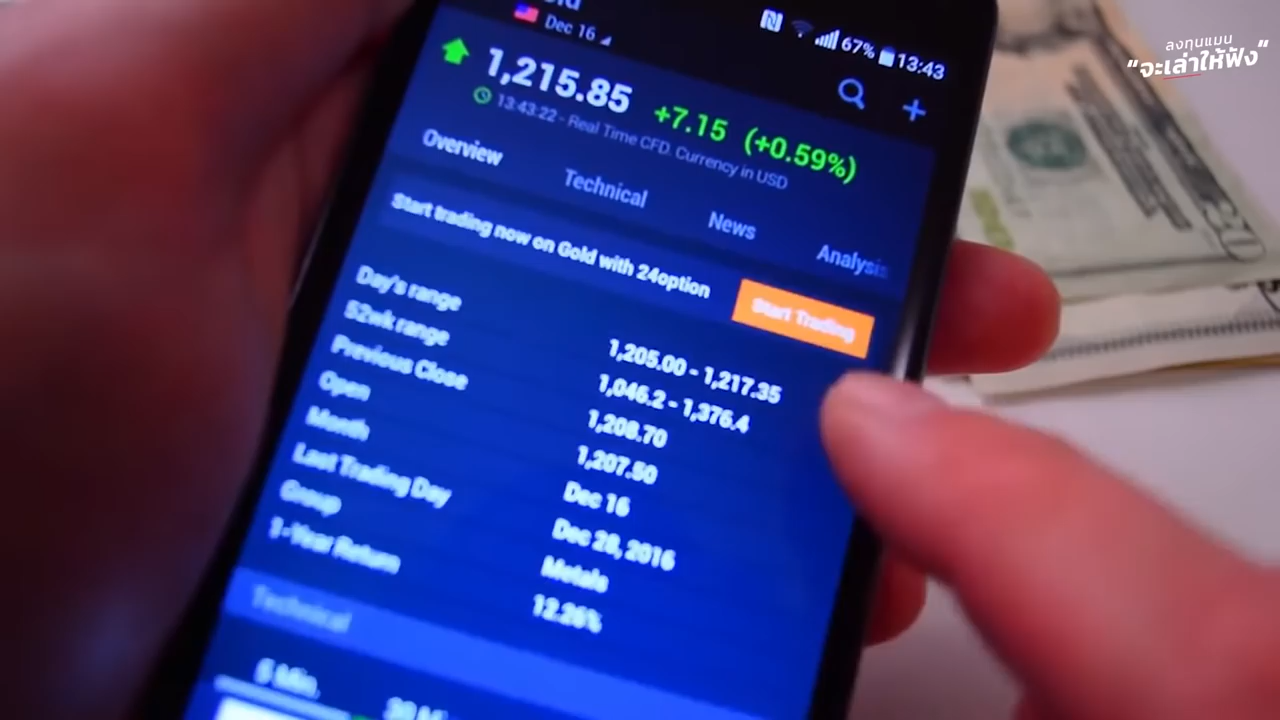 ลงทุนแมน
"จะเล่าให้ฟัง"
67% 13:43
Dec 16
1,215.85 +7.15 (+0.59%)
13:43:22 - Real Time CFD. Currency in USD
Overview Technical News Analysis
Start trading now on Gold with 24option Start Trading
Day's range 1,205.00 - 1,217.35
52wk range 1,046.2 - 1,376.4
Previous Close 1,208.70
Open 1,207.50
Month Dec 16
Last Trading Day Dec 28, 2016
Group Metals
1-Year Return 12.26%
Technical
5 Min.